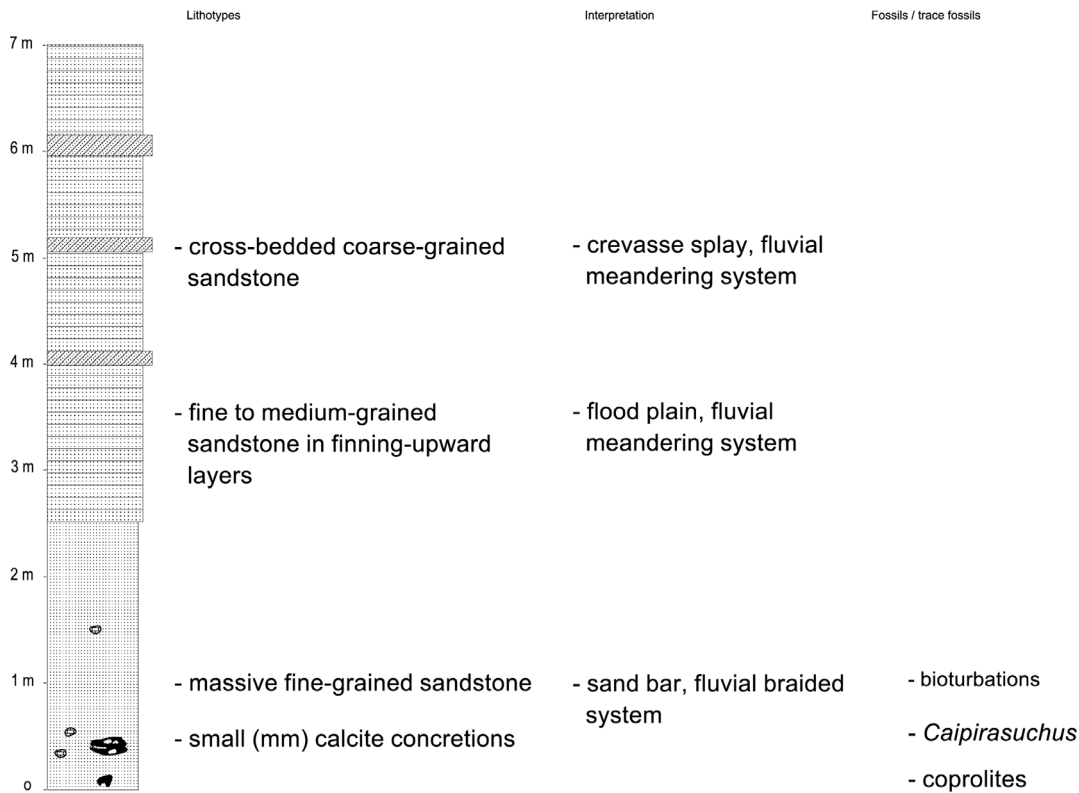 Lithotypes Interpretation Fossils / trace fossils
7 m
6 m
- cross-bedded coarse-grained
sandstone
- crevasse splay, fluvial
meandering system
5 m
4 m
- fine to medium-grained
sandstone in finning-upward
layers
- flood plain, fluvial
meandering system
3 m
2 m
1 m
- massive fine-grained sandstone
- small (mm) calcite concretions
- sand bar, fluvial braided
system
- bioturbations
- Caipirasuchus
- coprolites
o